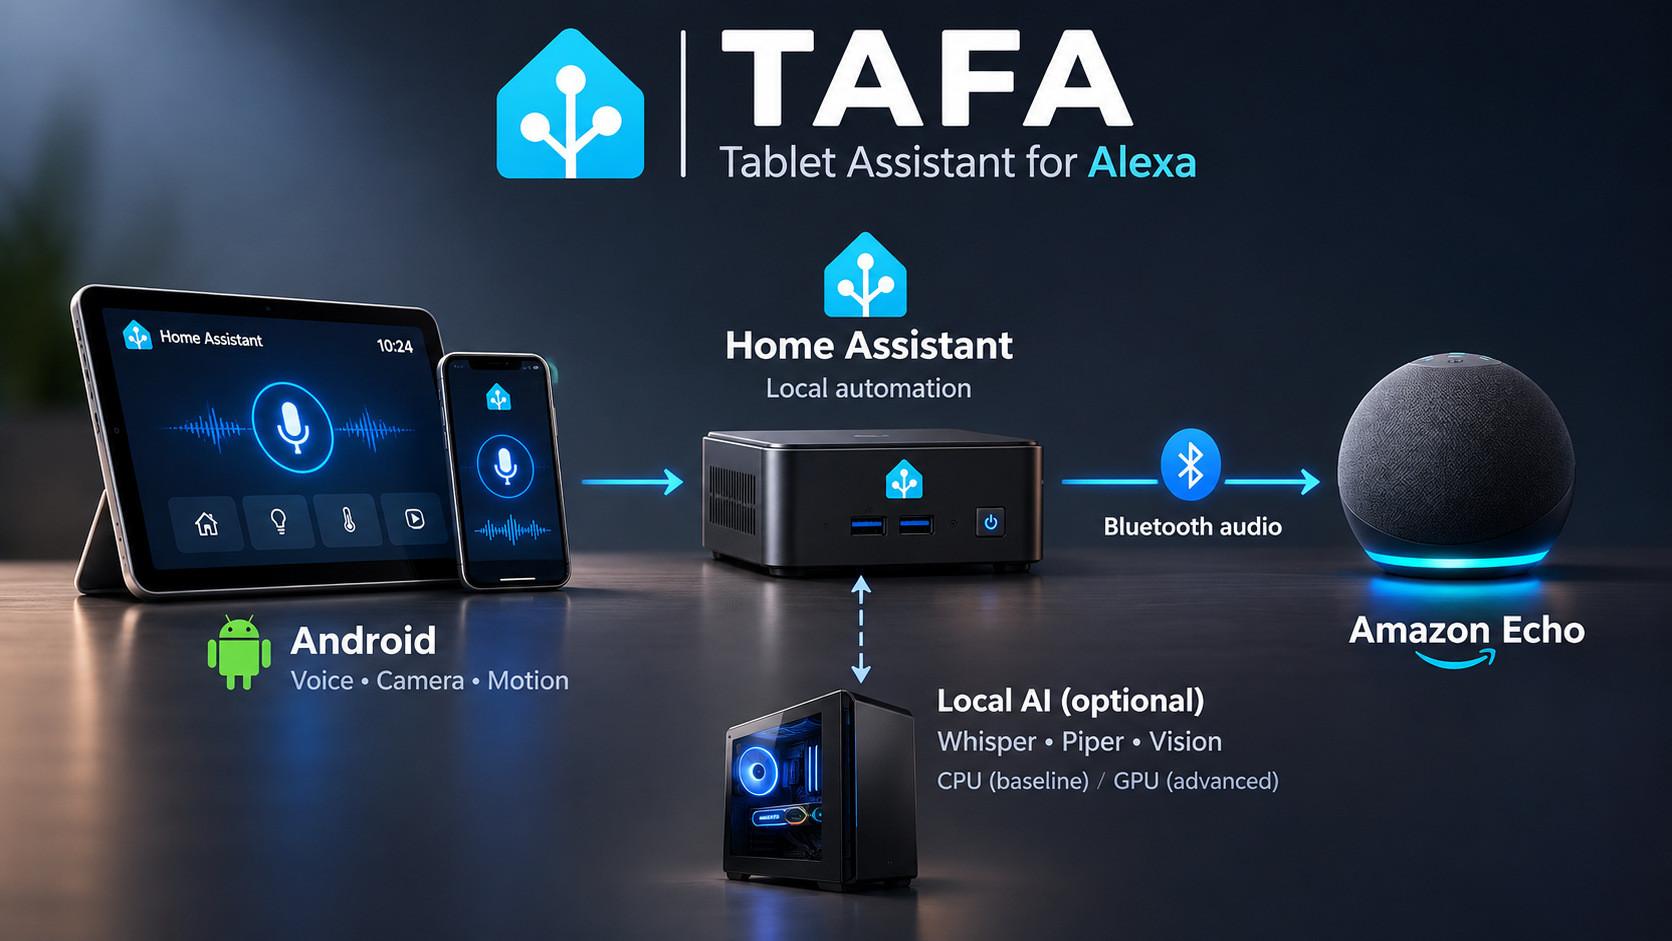 TAFA
Tablet Assistant for Alexa
Home Assistant
Local automation
Home Assistant
10:24
Bluetooth audio
Amazon Echo
Android
Voice • Camera • Motion
Local AI (optional)
Whisper • Piper • Vision
CPU (baseline) / GPU (advanced)